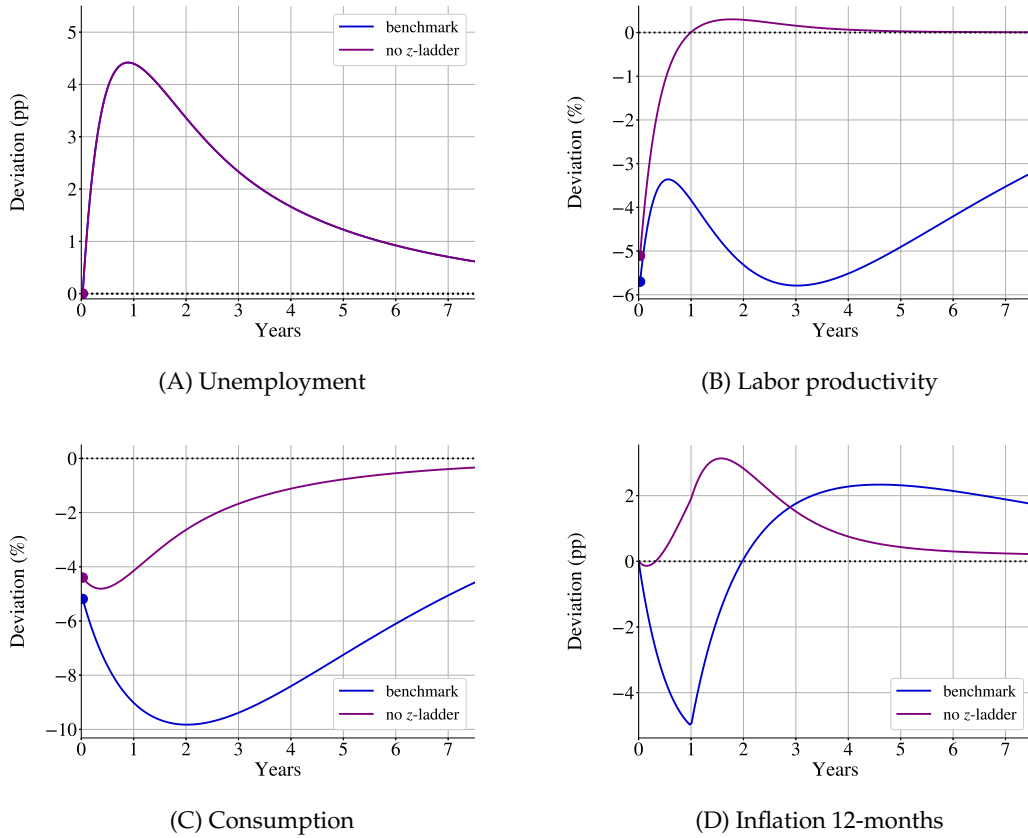 5
4
3
2
1
0
Deviation (pp)
benchmark
no z-ladder
0 1 2 3 4 5 6 7
Years
(A) Unemployment
0
−1
−2
−3
−4
−5
−6
Deviation (%)
benchmark
no z-ladder
0 1 2 3 4 5 6 7
Years
(B) Labor productivity
0
−2
−4
−6
−8
−10
Deviation (%)
benchmark
no z-ladder
0 1 2 3 4 5 6 7
Years
(C) Consumption
2
0
−2
−4
Deviation (pp)
benchmark
no z-ladder
0 1 2 3 4 5 6 7
Years
(D) Inflation 12-months